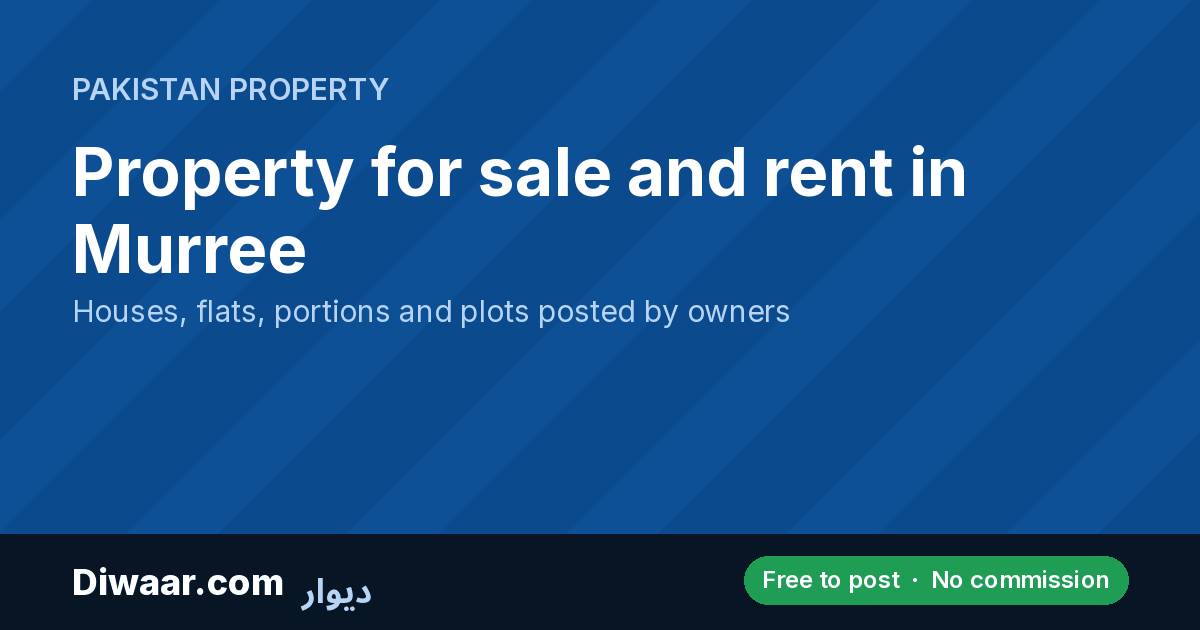 PAKISTAN PROPERTY
Property for sale and rent in
Murree
Houses, flats, portions and plots posted by owners
Diwaar.com دیوار
Free to post · No commission